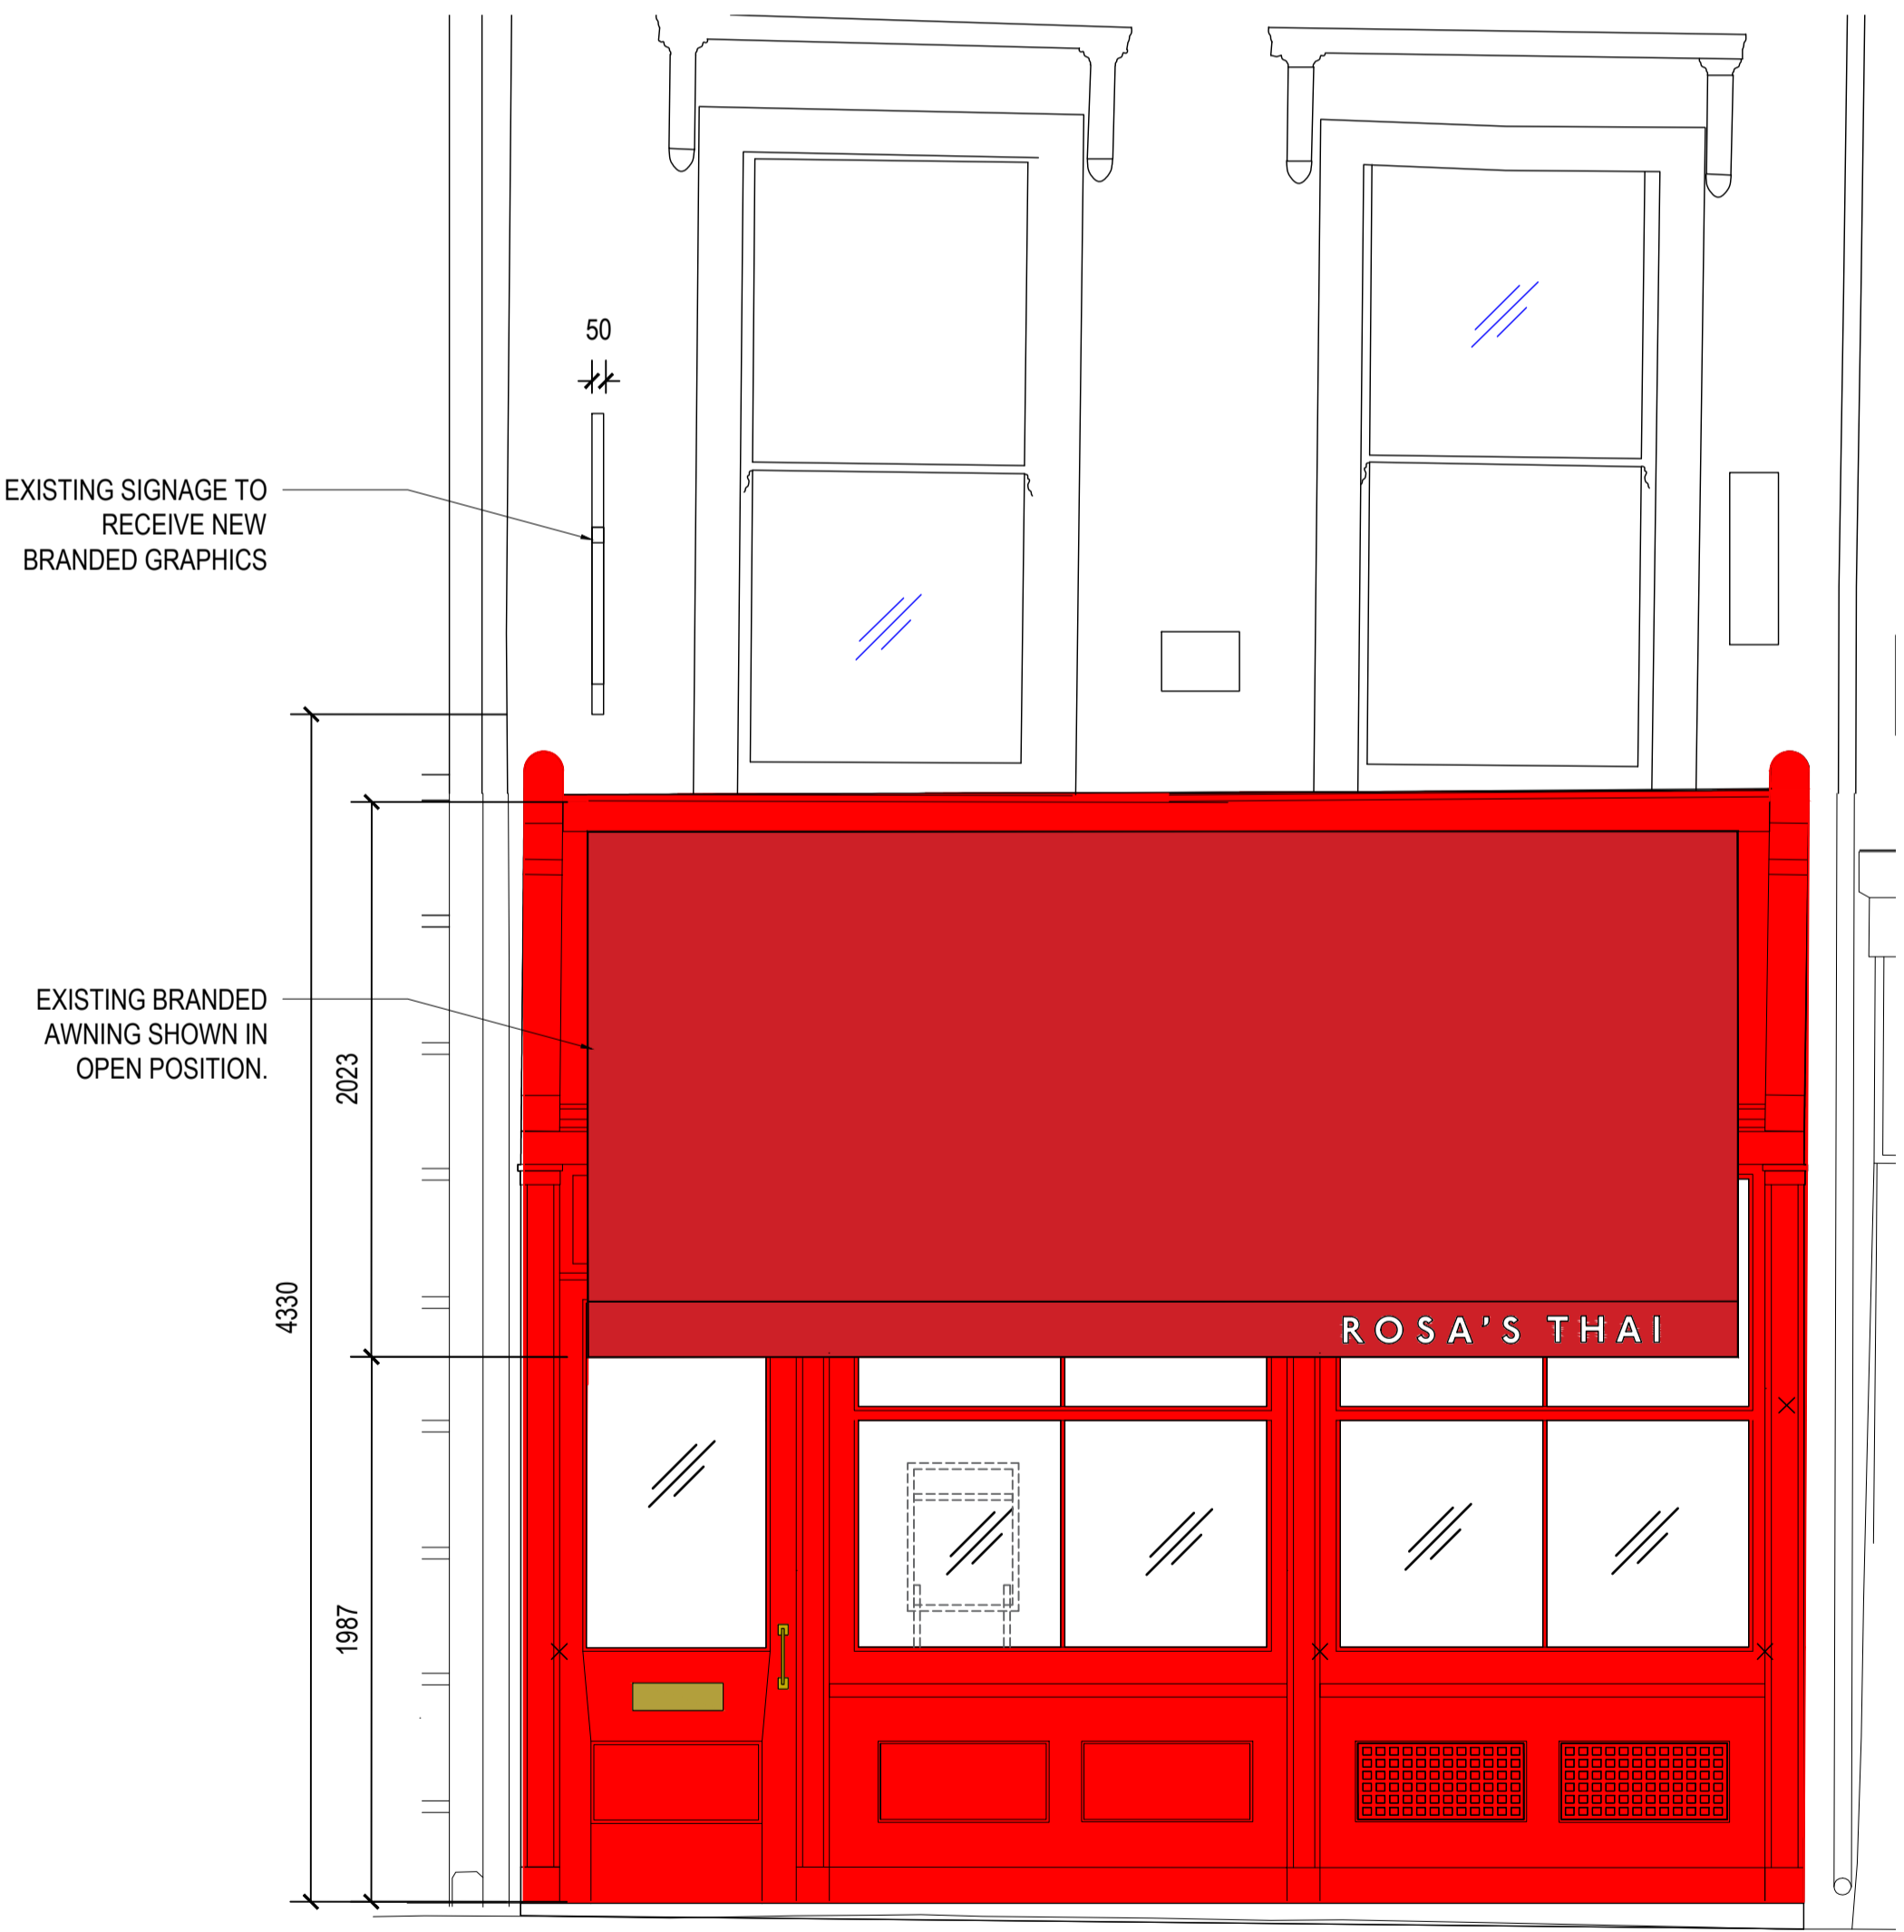 50
EXISTING SIGNAGE TO
RECEIVE NEW
BRANDED GRAPHICS
EXISTING BRANDED
AWNING SHOWN IN
OPEN POSITION.
2023
4330
1987
ROSA'S THAI